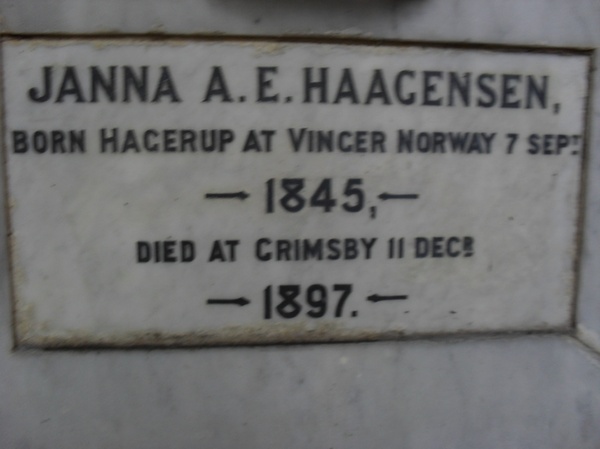 JANNA A. E. HAAGENSEN,
BORN HAGERUP AT VINGER NORWAY 7 SEPT.
— 1845, —
DIED AT GRIMSBY 11 DECR
— 1897. —